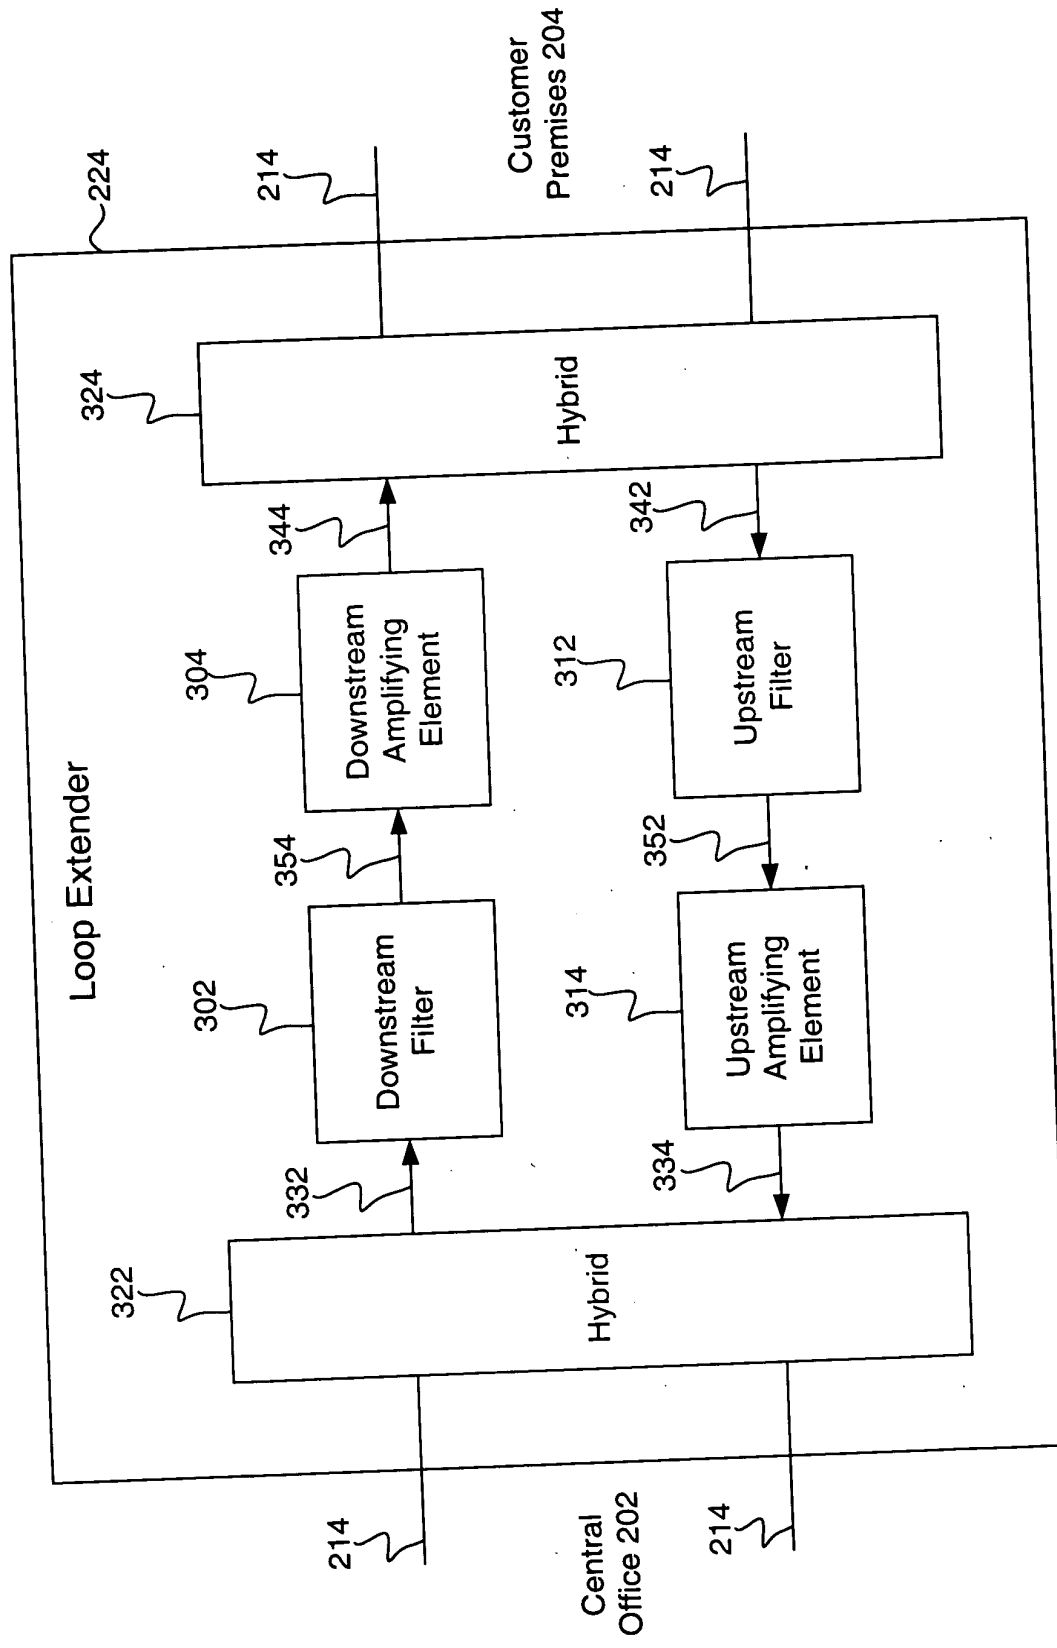 224
Loop Extender
322
332
302
354
304
344
324
214
Hybrid
Downstream
Filter
Downstream
Amplifying
Element
Hybrid
214
Central
Office 202
Customer
Premises 204
334
314
352
312
342
214
Upstream
Amplifying
Element
Upstream
Filter
214